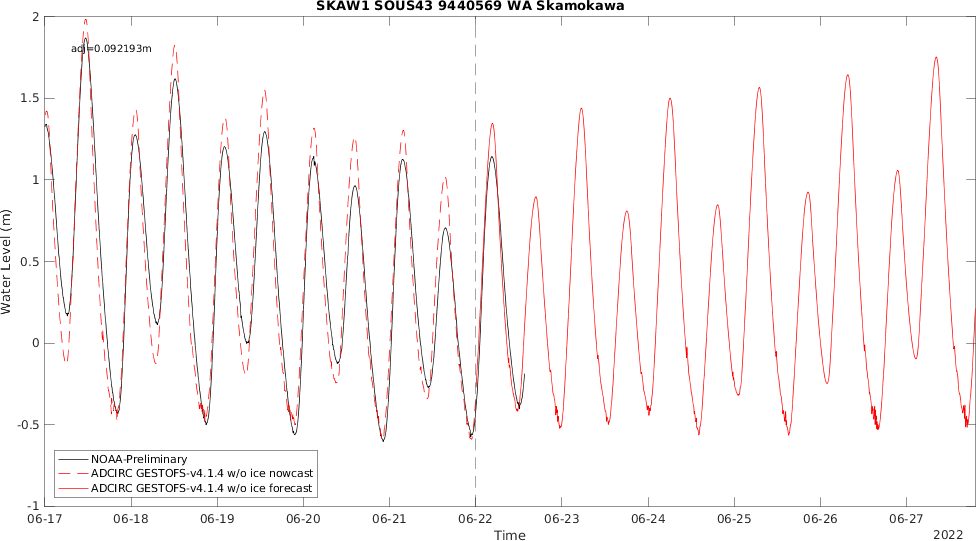 SKAW1 SOUS43 9440569 WA Skamokawa
adj=0.092193m
2
1.5
1
0.5
0
-0.5
-1
Water Level (m)
NOAA-Preliminary
ADCIRC GESTOFS-v4.1.4 w/o ice nowcast
ADCIRC GESTOFS-v4.1.4 w/o ice forecast
06-17 06-18 06-19 06-20 06-21 06-22 06-23 06-24 06-25 06-26 06-27
Time
2022